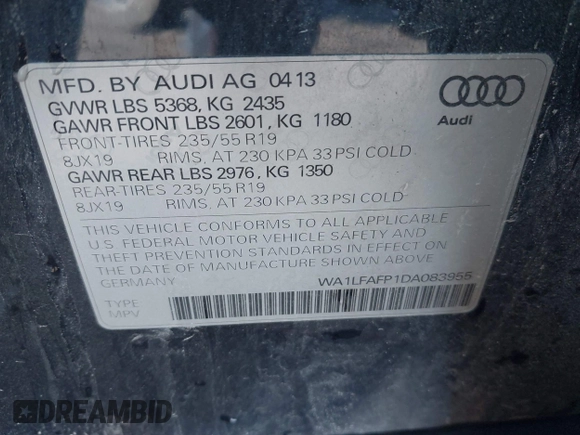 MFD. BY AUDI AG 0413
GVWR LBS 5368, KG 2435
GAWR FRONT LBS 2601, KG 1180
FRONT-TIRES 235/55 R19
8JX19 RIMS, AT 230 KPA 33 PSI COLD
GAWR REAR LBS 2976, KG 1350
REAR-TIRES 235/55 R19
8JX19 RIMS, AT 230 KPA 33 PSI COLD
Audi
THIS VEHICLE CONFORMS TO ALL APPLICABLE
U.S. FEDERAL MOTOR VEHICLE SAFETY AND
THEFT PREVENTION STANDARDS IN EFFECT ON
THE DATE OF MANUFACTURE SHOWN ABOVE
GERMANY
WA1LFAFP1DA083955
TYPE
MPV
DREAMBID